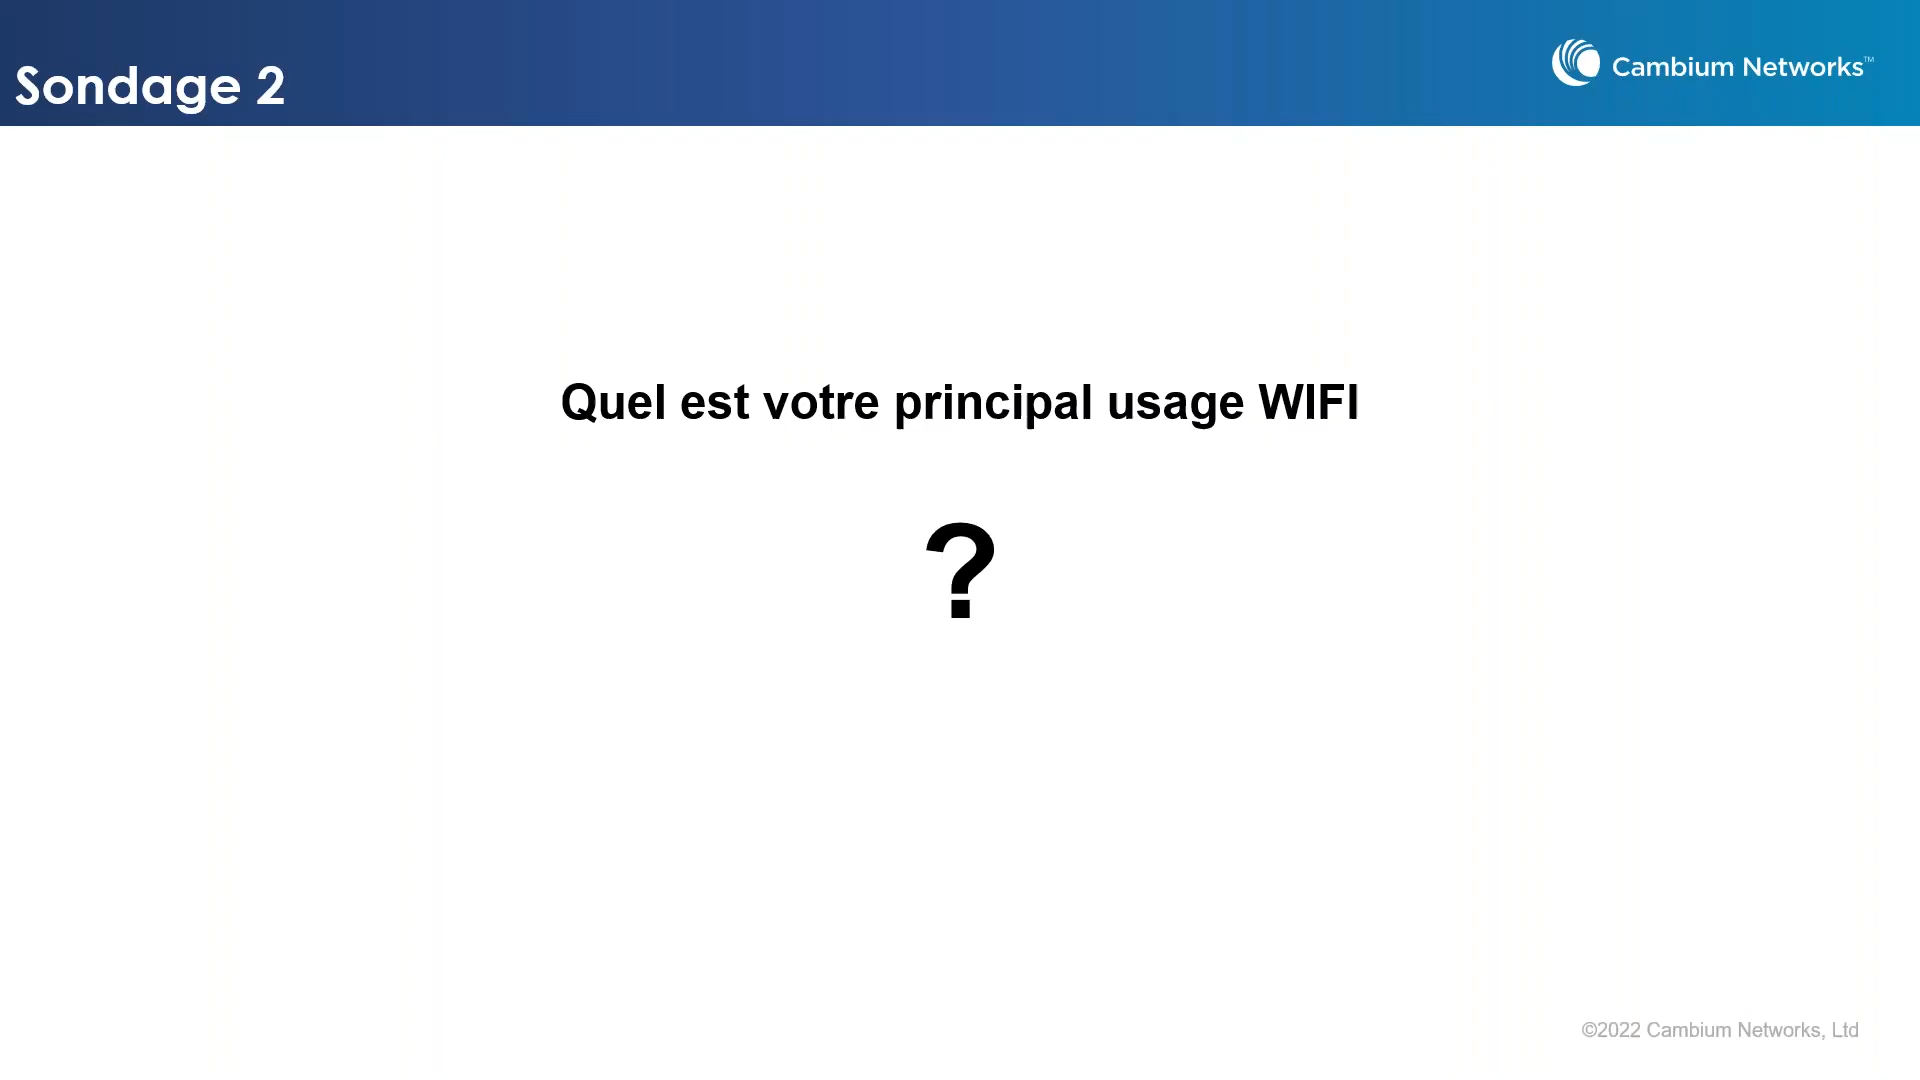 Sondage 2
Cambium Networks™
Quel est votre principal usage WIFI
?
©2022 Cambium Networks, Ltd